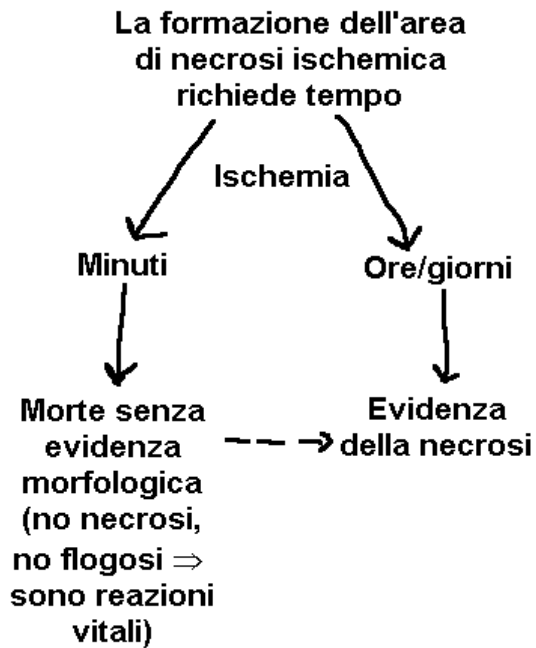 La formazione dell'area
di necrosi ischemica
richiede tempo
Ischemia
Minuti
Ore/giorni
Morte senza
evidenza
morfologica
(no necrosi,
no flogosi ⇒
sono reazioni
vitali)
Evidenza
della necrosi